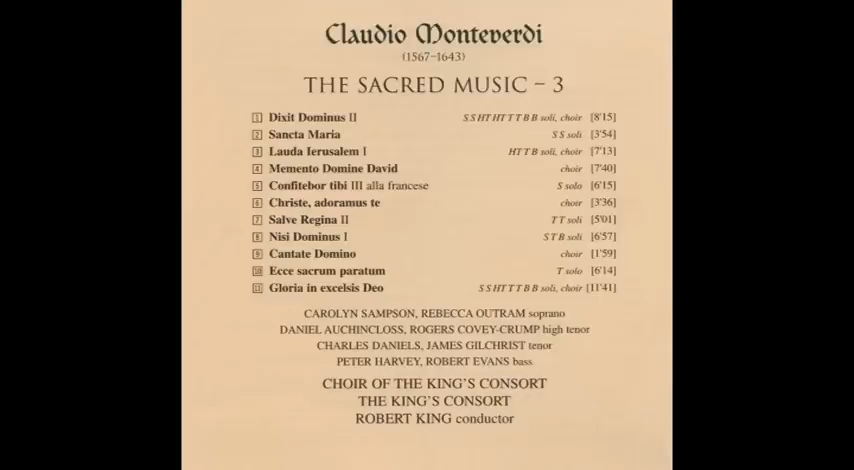 Claudio Monteverdi
(1567–1643)
THE SACRED MUSIC – 3
1 Dixit Dominus II S S HT HT T T B B soli, choir [8'15]
2 Sancta Maria S S soli [3'54]
3 Lauda Ierusalem I HT T B soli, choir [7'13]
4 Memento Domine David choir [7'40]
5 Confitebor tibi III alla francese S solo [6'15]
6 Christe, adoramus te choir [3'36]
7 Salve Regina II T T soli [5'01]
8 Nisi Dominus I S T B soli [6'57]
9 Cantate Domino choir [1'59]
10 Ecce sacrum paratum T solo [6'14]
11 Gloria in excelsis Deo S S HT T T B B soli, choir [11'41]
CAROLYN SAMPSON, REBECCA OUTRAM soprano
DANIEL AUCHINCLOSS, ROGERS COVEY-CRUMP high tenor
CHARLES DANIELS, JAMES GILCHRIST tenor
PETER HARVEY, ROBERT EVANS bass
CHOIR OF THE KING'S CONSORT
THE KING'S CONSORT
ROBERT KING conductor